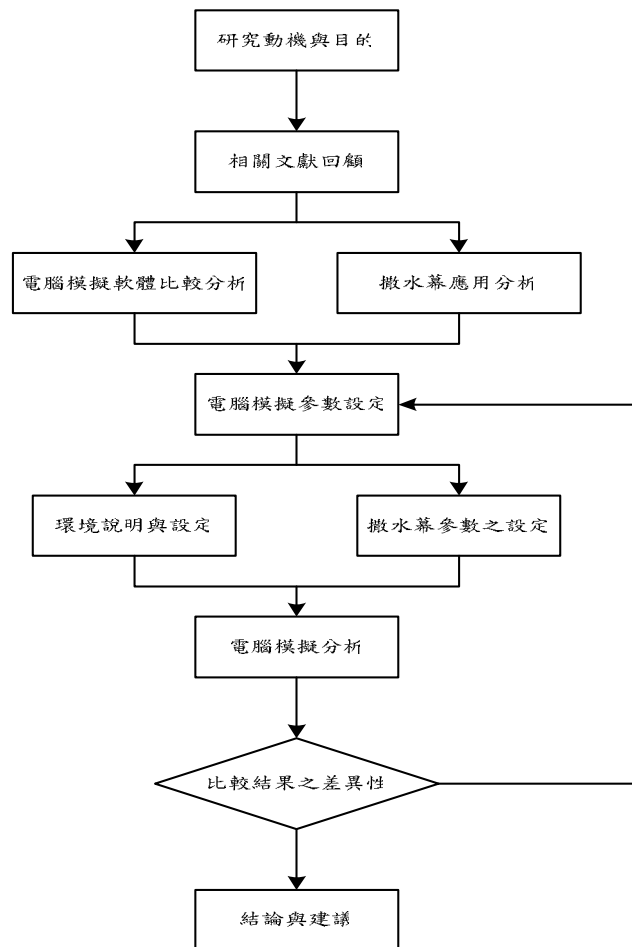 研究動機與目的
相關文獻回顧
電腦模擬軟體比較分析
撒水幕應用分析
電腦模擬參數設定
環境說明與設定
撒水幕參數之設定
電腦模擬分析
比較結果之差異性
結論與建議